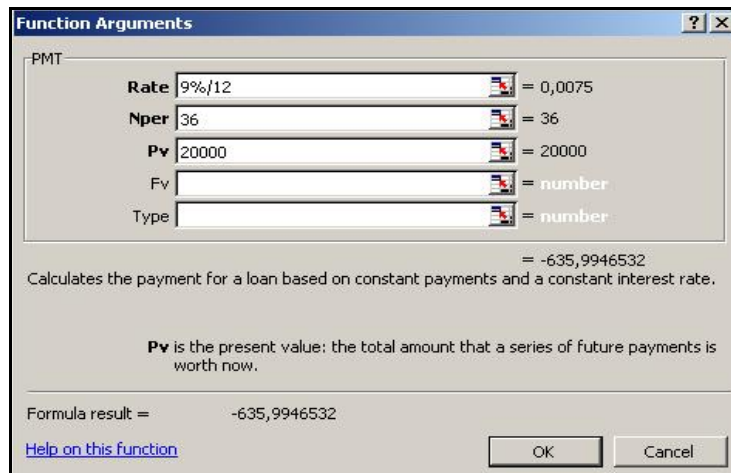 Function Arguments
PMT
Rate 9%/12 = 0,0075
Nper 36 = 36
Pv 20000 = 20000
Fv = number
Type = number
= -635,9946532
Calculates the payment for a loan based on constant payments and a constant interest rate.
Pv is the present value: the total amount that a series of future payments is
worth now.
Formula result = -635,9946532
Help on this function OK Cancel